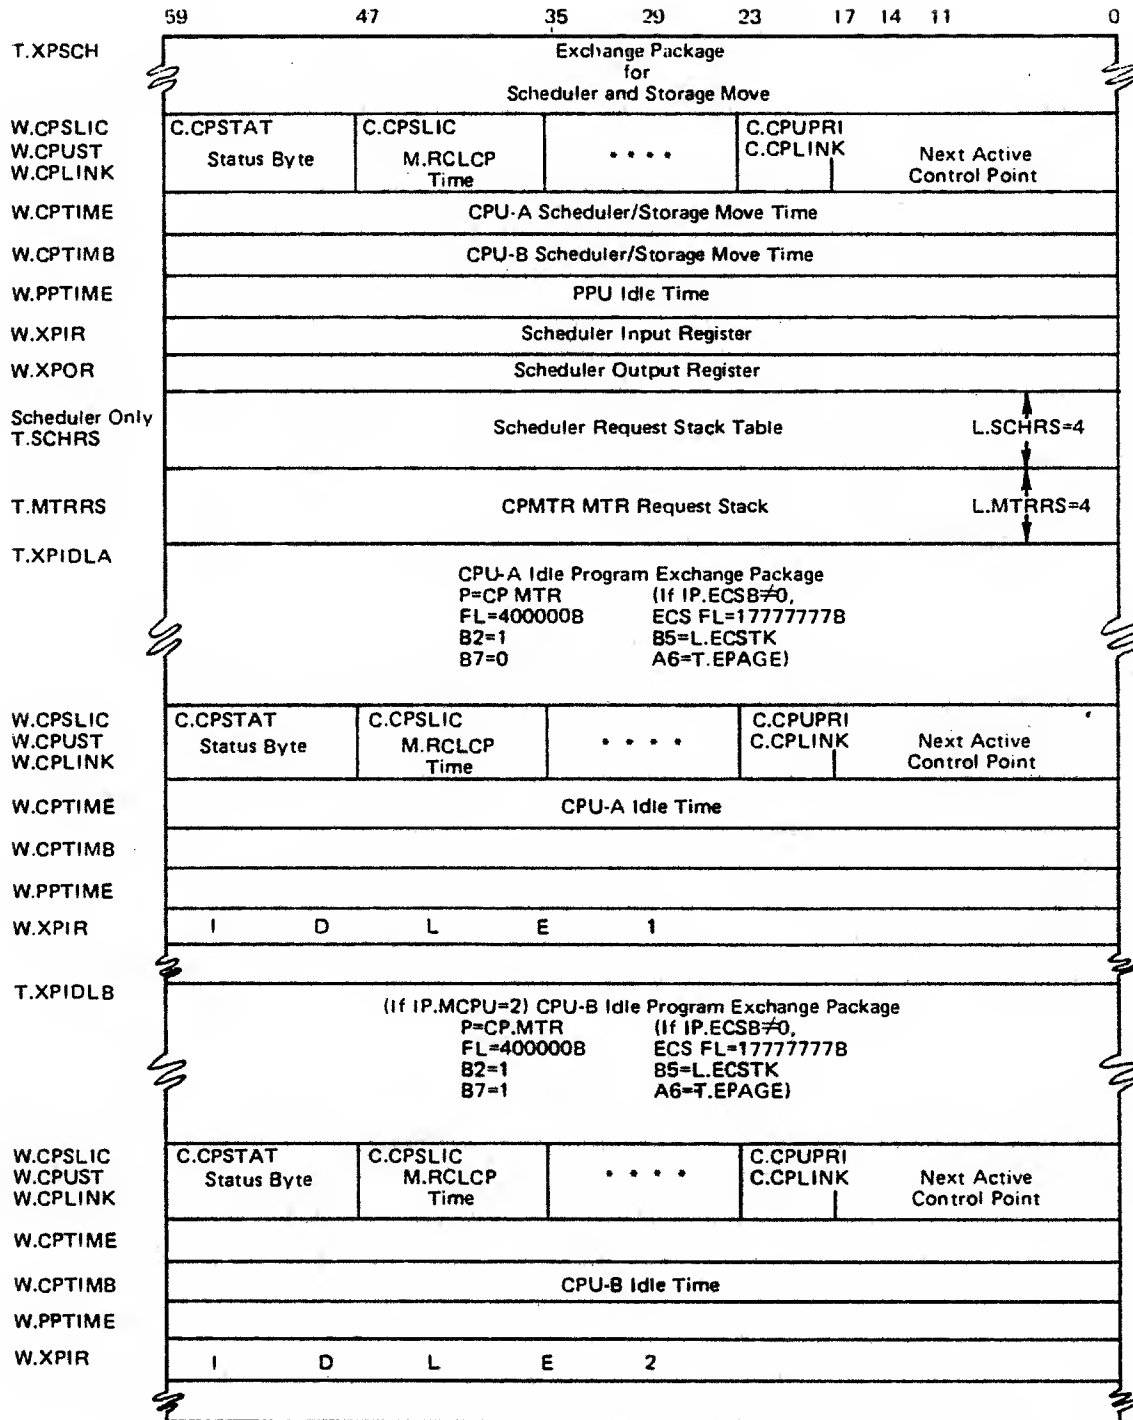 59 47 35 29 23 17 14 11 0
T.XPSCH Exchange Package
for
Scheduler and Storage Move
W.CPSLIC C.CPSTAT C.CPSLIC C.CPUPRI
W.CPUST Status Byte M.RCLCP * * * * C.CPLINK Next Active
W.CPLINK Time Control Point
W.CPTIME CPU-A Scheduler/Storage Move Time
W.CPTIMB CPU-B Scheduler/Storage Move Time
W.PPTIME PPU Idle Time
W.XPIR Scheduler Input Register
W.XPOR Scheduler Output Register
Scheduler Only
T.SCHRS Scheduler Request Stack Table L.SCHRS=4
T.MTRRS CPMTR MTR Request Stack L.MTRRS=4
T.XPIDLA
CPU-A Idle Program Exchange Package
P=CP.MTR (If IP.ECSB≠0,
FL=400000B ECS FL=17777777B
B2=1 B5=L.ECSTK
B7=0 A6=T.EPAGE)
W.CPSLIC C.CPSTAT C.CPSLIC C.CPUPRI
W.CPUST Status Byte M.RCLCP * * * * C.CPLINK Next Active
W.CPLINK Time Control Point
W.CPTIME CPU-A Idle Time
W.CPTIMB
W.PPTIME
W.XPIR I D L E 1
T.XPIDLB
(If IP.MCPU=2) CPU-B Idle Program Exchange Package
P=CP.MTR (If IP.ECSB≠0,
FL=400000B ECS FL=17777777B
B2=1 B5=L.ECSTK
B7=1 A6=T.EPAGE)
W.CPSLIC C.CPSTAT C.CPSLIC C.CPUPRI
W.CPUST Status Byte M.RCLCP * * * * C.CPLINK Next Active
W.CPLINK Time Control Point
W.CPTIME
W.CPTIMB CPU-B Idle Time
W.PPTIME
W.XPIR I D L E 2